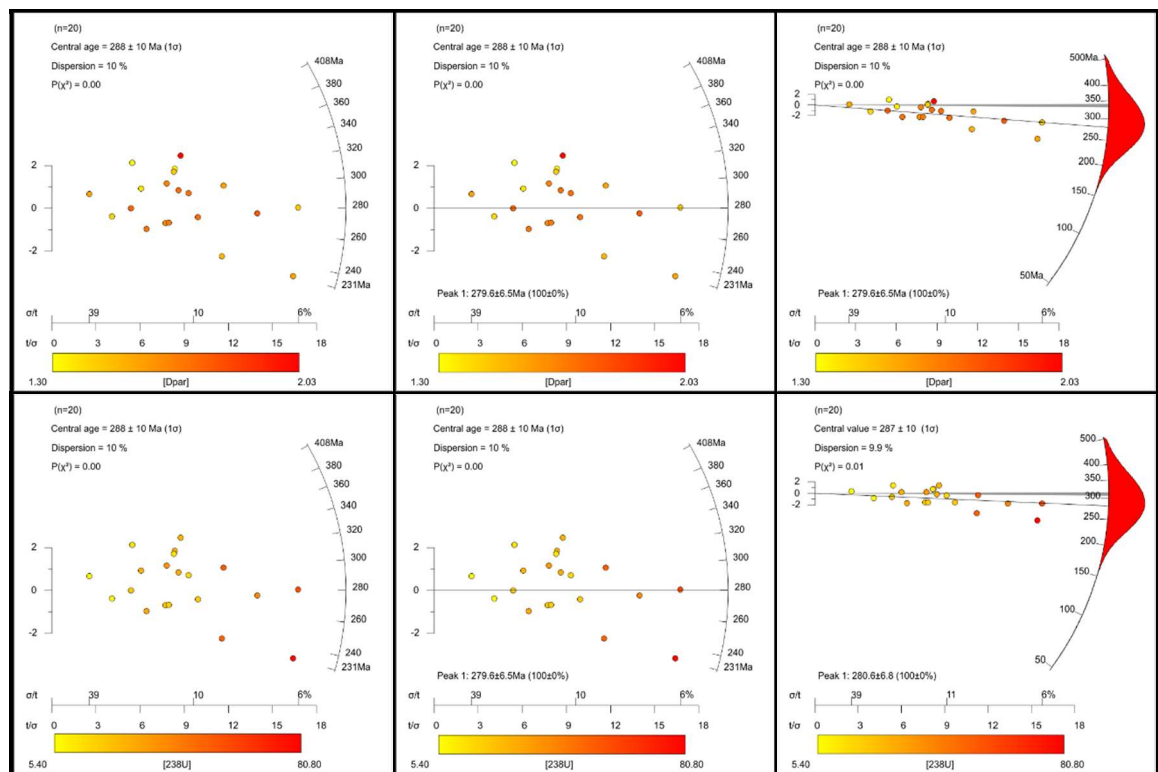 (n=20)
Central age = 288 ± 10 Ma (1σ)
Dispersion = 10 %
P(χ²) = 0.00
408Ma
380
360
340
320
300
280
260
240
231Ma
2
0
-2
σ/t 39 10 6%
t/σ 0 3 6 9 12 15 18
1.30 [Dpar] 2.03
(n=20)
Central age = 288 ± 10 Ma (1σ)
Dispersion = 10 %
P(χ²) = 0.00
408Ma
380
360
340
320
300
280
260
240
231Ma
2
0
-2
Peak 1: 279.6±6.5Ma (100±0%)
σ/t 39 10 6%
t/σ 0 3 6 9 12 15 18
1.30 [Dpar] 2.03
(n=20)
Central age = 288 ± 10 Ma (1σ)
Dispersion = 10 %
P(χ²) = 0.00
500Ma
400
350
300
250
200
150
100
50Ma
2
0
-2
σ/t 39 10 6%
t/σ 0 3 6 9 12 15 18
1.30 [Dpar] 2.03
(n=20)
Central age = 288 ± 10 Ma (1σ)
Dispersion = 10 %
P(χ²) = 0.00
408Ma
380
360
340
320
300
280
260
240
231Ma
2
0
-2
σ/t 39 10 6%
t/σ 0 3 6 9 12 15 18
5.40 [238U] 80.80
(n=20)
Central age = 288 ± 10 Ma (1σ)
Dispersion = 10 %
P(χ²) = 0.00
408Ma
380
360
340
320
300
280
260
240
231Ma
2
0
-2
Peak 1: 279.6±6.5Ma (100±0%)
σ/t 39 10 6%
t/σ 0 3 6 9 12 15 18
5.40 [238U] 80.80
(n=20)
Central value = 287 ± 10 (1σ)
Dispersion = 9.9 %
P(χ²) = 0.01
500
400
350
300
250
200
150
100
50
2
0
-2
Peak 1: 280.6±6.8 (100±0%)
σ/t 39 11 6%
t/σ 0 3 6 9 12 15 18
5.40 [238U] 80.80